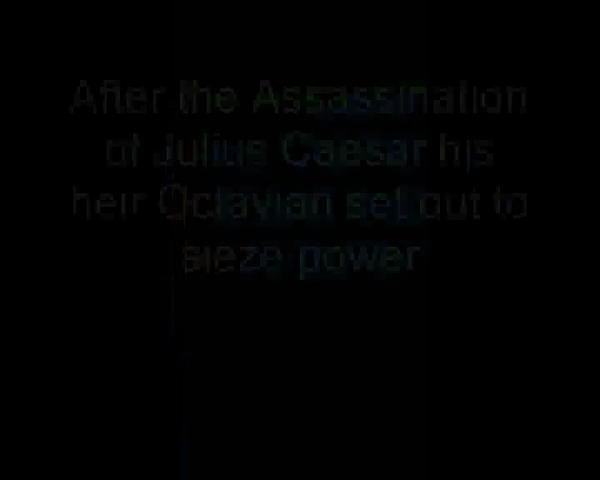 After the Assassination
of Julius Caesar his
heir Octavian set out to
sieze power